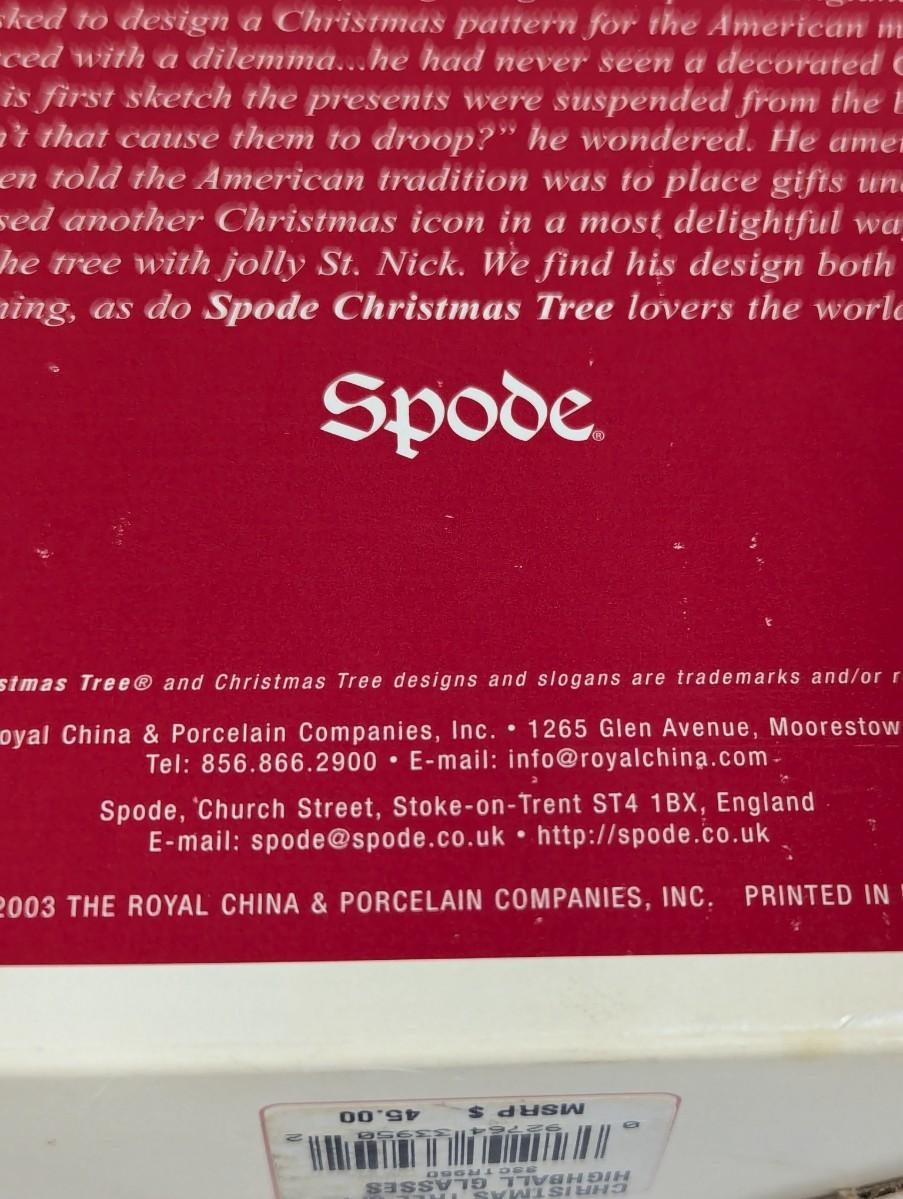 ked to design a Christmas pattern for the American m
ced with a dilemma...he had never seen a decorated
is first sketch the presents were suspended from the
n't that cause them to droop?" he wondered. He ame
en told the American tradition was to place gifts un
sed another Christmas icon in a most delightful wa
he tree with jolly St. Nick. We find his design both
ning, as do Spode Christmas Tree lovers the world
Spode®
stmas Tree® and Christmas Tree designs and slogans are trademarks and/or r
oyal China & Porcelain Companies, Inc. • 1265 Glen Avenue, Moorestow
Tel: 856.866.2900 • E-mail: info@royalchina.com
Spode, Church Street, Stoke-on-Trent ST4 1BX, England
E-mail: spode@spode.co.uk • http://spode.co.uk
2003 THE ROYAL CHINA & PORCELAIN COMPANIES, INC. PRINTED IN
CHRISTMAS TREE
HIGHBALL GLASSES
0 92764 33950 2
MSRP $ 45.00